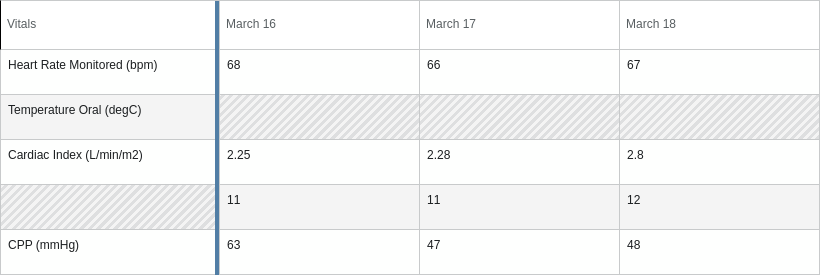 Vitals March 16 March 17 March 18
Heart Rate Monitored (bpm) 68 66 67
Temperature Oral (degC)
Cardiac Index (L/min/m2) 2.25 2.28 2.8
11 11 12
CPP (mmHg) 63 47 48